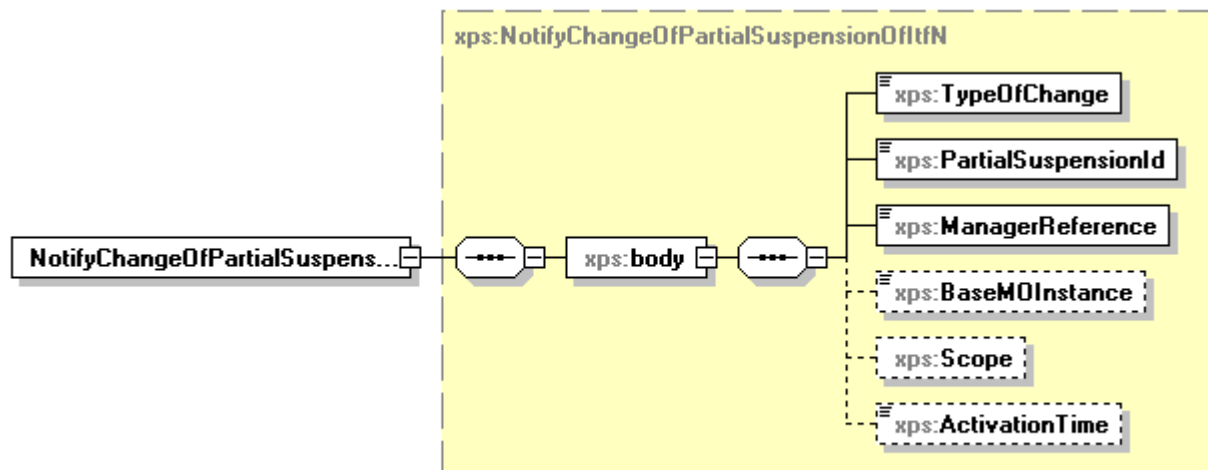 xps:NotifyChangeOfPartialSuspensionOfItfN
xps:TypeOfChange
xps:PartialSuspensionId
xps:ManagerReference
NotifyChangeOfPartialSuspens...
xps:body
xps:BaseMOInstance
xps:Scope
xps:ActivationTime